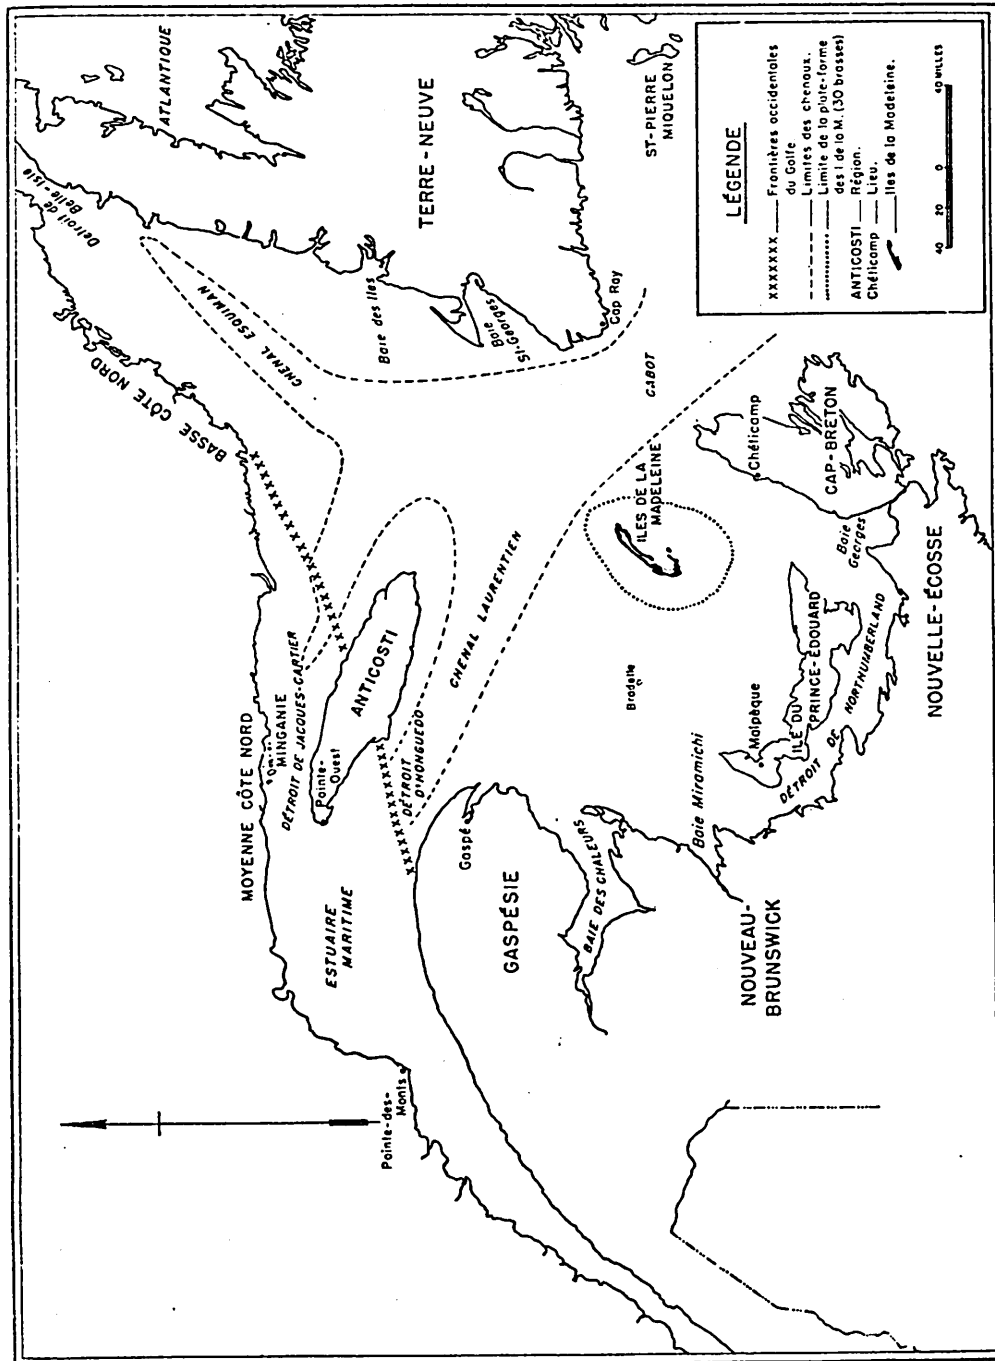 ATLANTIQUE
Détroit de
Belle-Isle
TERRE-NEUVE
ST-PIERRE
MIQUELON
BASSE CÔTE NORD
CHENAL ESQUIMAN
Baie des Iles
Baie
St-Georges
Cap Ray
CABOT
MOYENNE CÔTE NORD
MINGANIE
DÉTROIT DE JACQUES-CARTIER
Pointe-
Ouest
ANTICOSTI
DÉTROIT
D'HONGUEDO
CHENAL LAURENTIEN
ESTUAIRE
MARITIME
Pointe-des-
Monts
Gaspé
GASPÉSIE
BAIE DES CHALEURS
Bradelle
ILES DE LA
MADELEINE
Chéticamp
CAP-BRETON
Baie
Georges
Baie Miramichi
Malpèque
ILE DU
PRINCE-ÉDOUARD
DÉTROIT DE NORTHUMBERLAND
NOUVEAU-
BRUNSWICK
NOUVELLE-ÉCOSSE
LÉGENDE
xxxxxxx Frontières occidentales
du Golfe
Limites des chenaux.
Limite de la plate-forme
des I de la M. (30 brasses)
ANTICOSTI Région.
Chéticamp Lieu.
Iles de la Madeleine.
40 20 0 40 MILLES